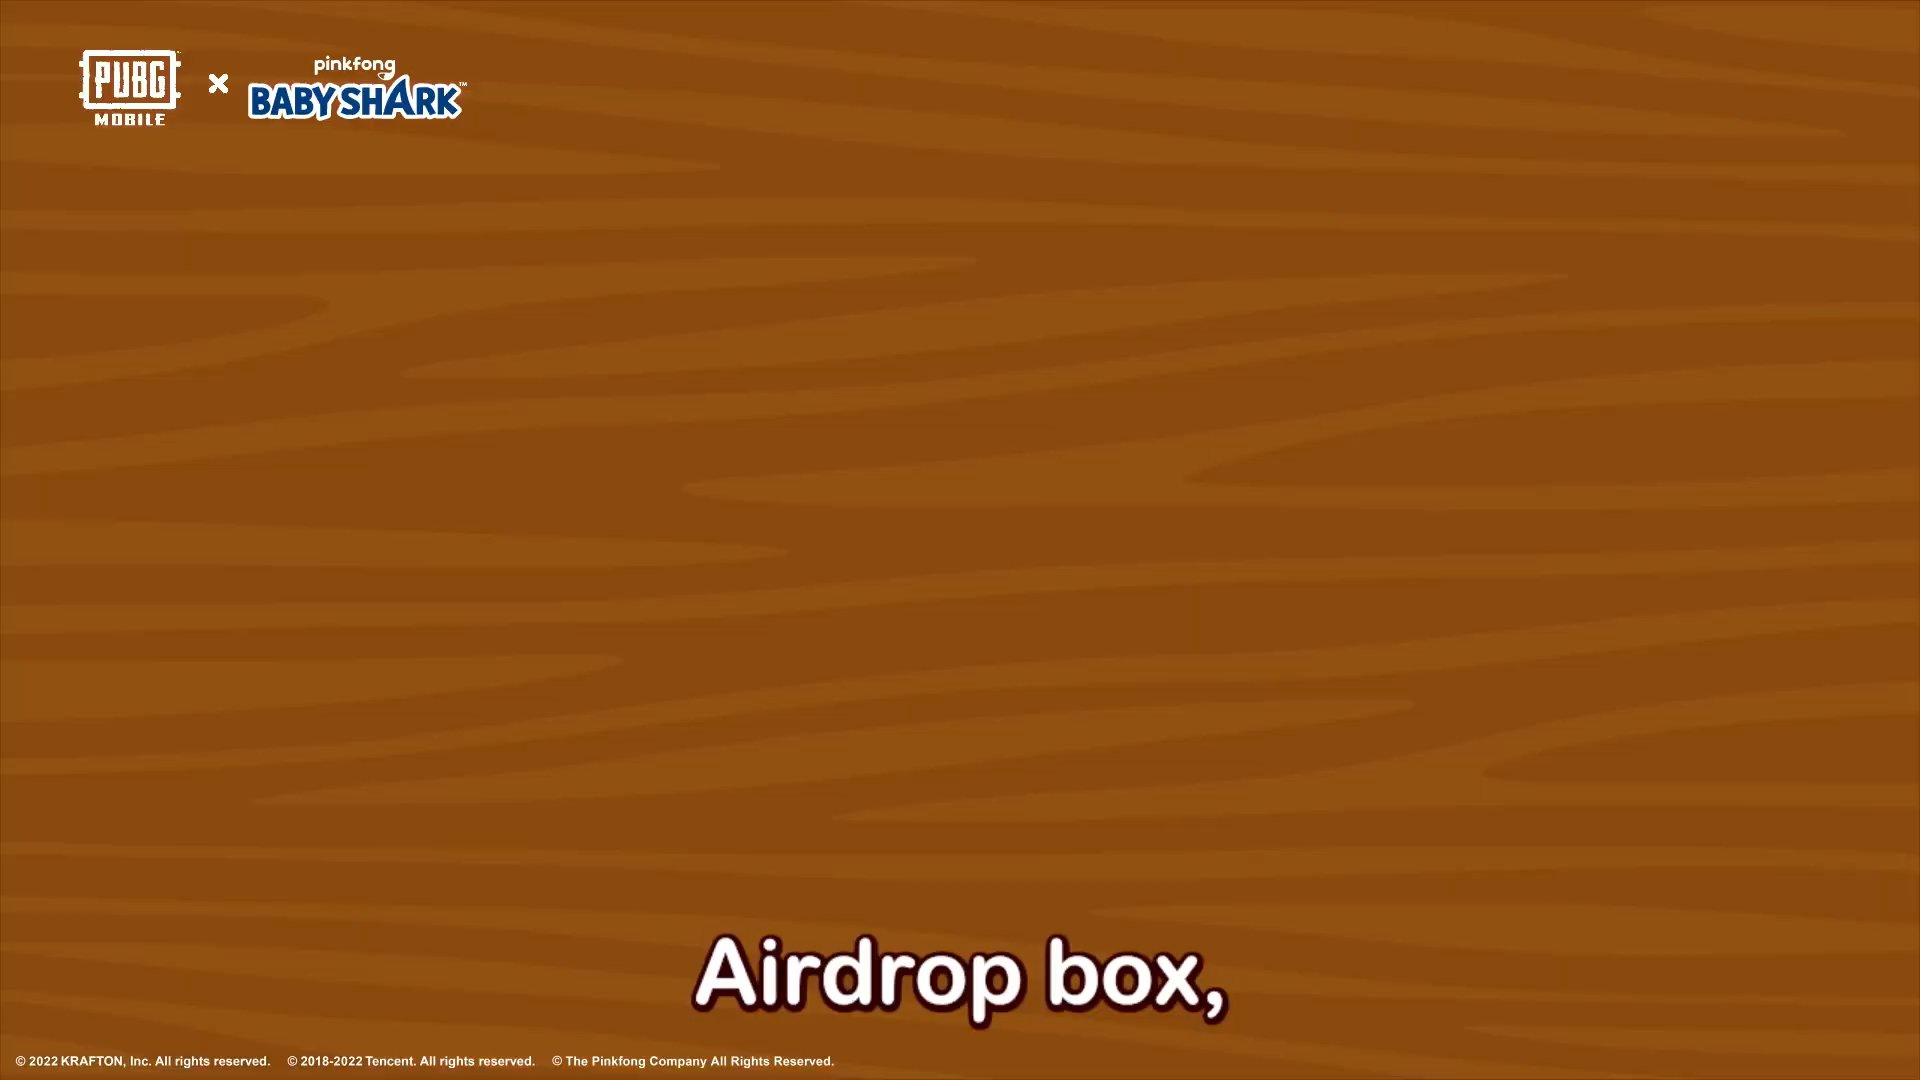 PUBG
MOBILE
×
pinkfong
BABY SHARK™
Airdrop box,
© 2022 KRAFTON, Inc. All rights reserved. © 2018-2022 Tencent. All rights reserved. © The Pinkfong Company All Rights Reserved.